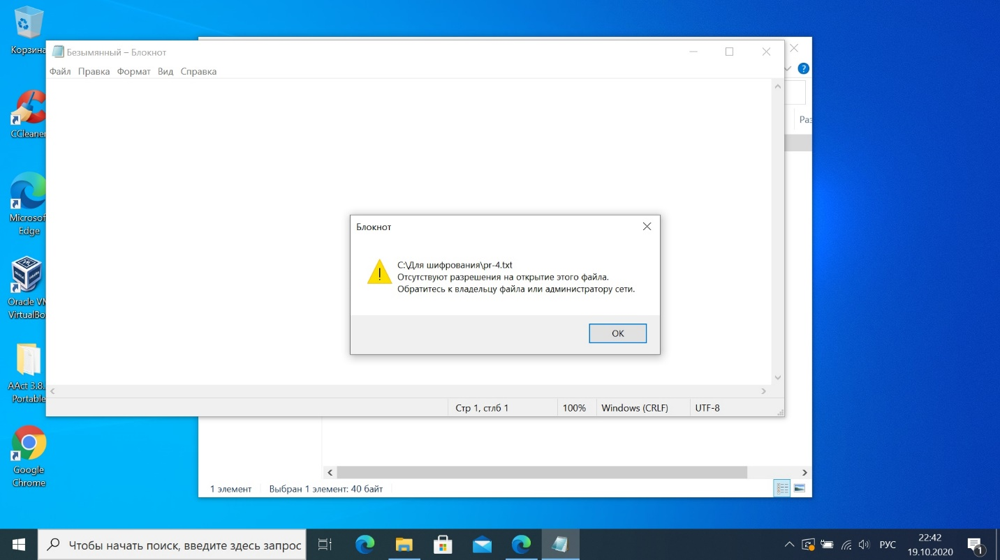 Корзина
CCleaner
Microsof
Edge
Oracle VM
VirtualBo
AAct 3.8.
Portable
Google
Chrome
Безымянный – Блокнот
Файл Правка Формат Вид Справка
?
Раз
Блокнот
C:\Для шифрования\pr-4.txt
Отсутствуют разрешения на открытие этого файла.
Обратитесь к владельцу файла или администратору сети.
ОК
Стр 1, стлб 1 100% Windows (CRLF) UTF-8
1 элемент Выбран 1 элемент: 40 байт
Чтобы начать поиск, введите здесь запрос
РУС
22:42
19.10.2020
1